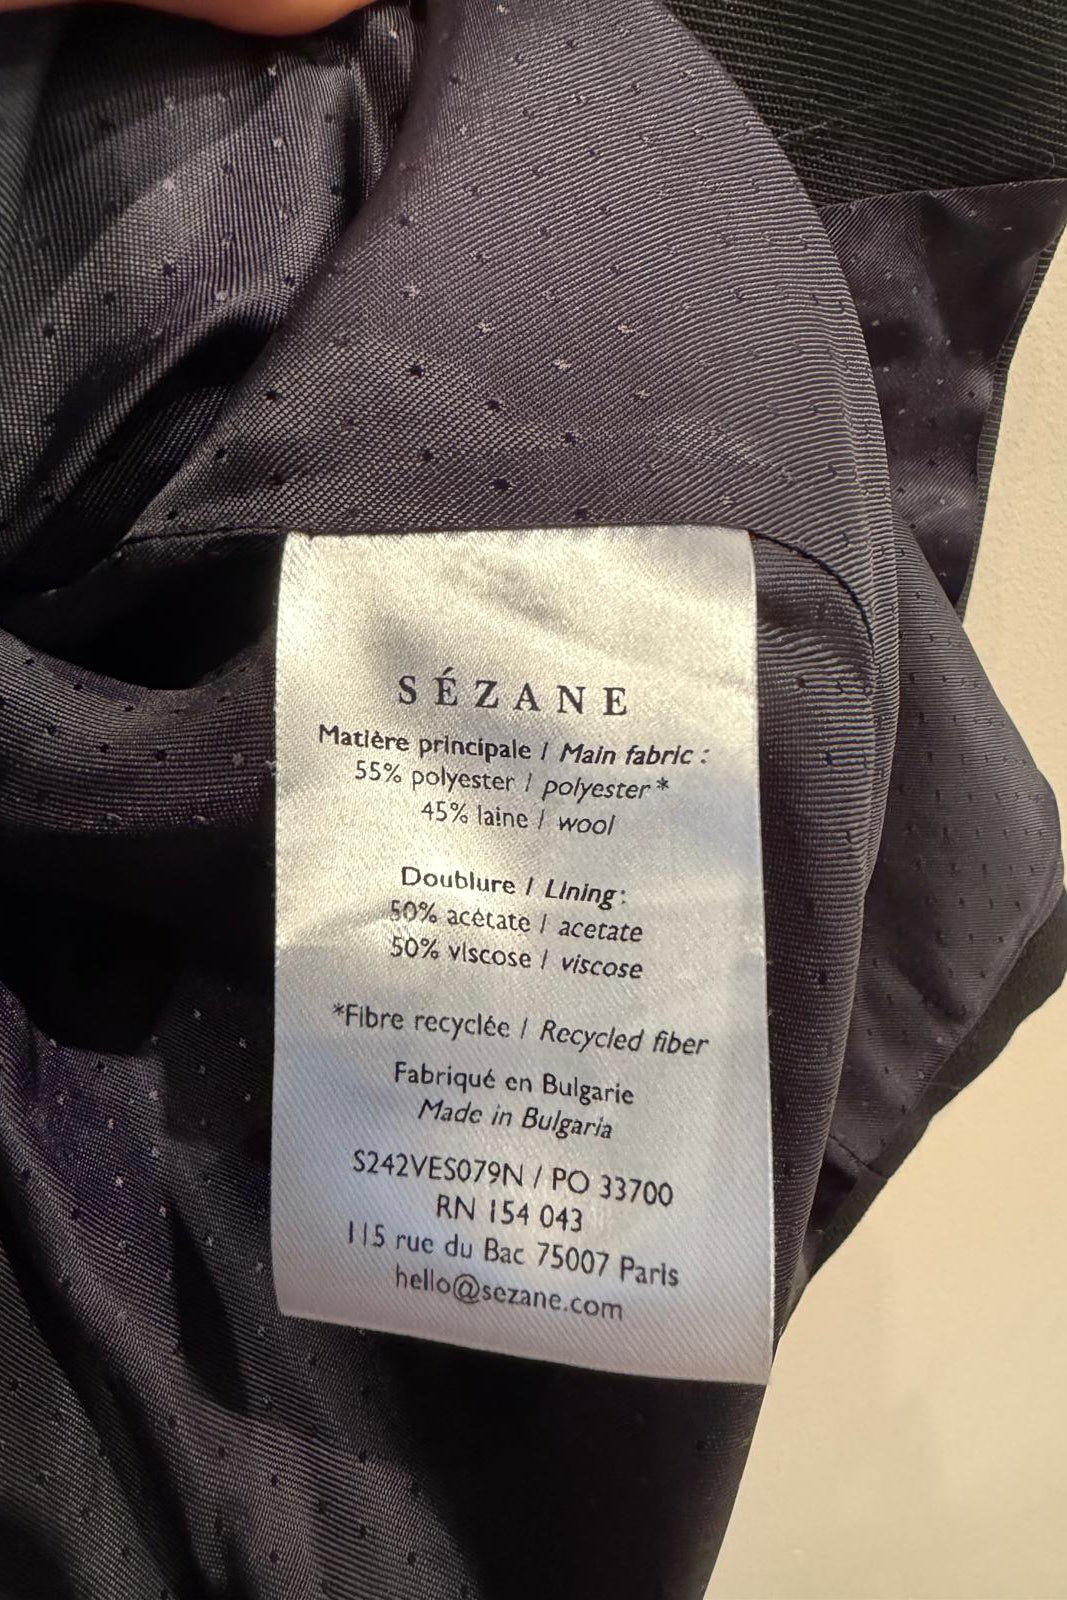 SÉZANE
Matière principale / Main fabric :
55% polyester / polyester*
45% laine / wool
Doublure / Lining:
50% acétate / acetate
50% viscose / viscose
*Fibre recyclée / Recycled fiber
Fabriqué en Bulgarie
Made in Bulgaria
S242VES079N / PO 33700
RN 154 043
115 rue du Bac 75007 Paris
hello@sezane.com